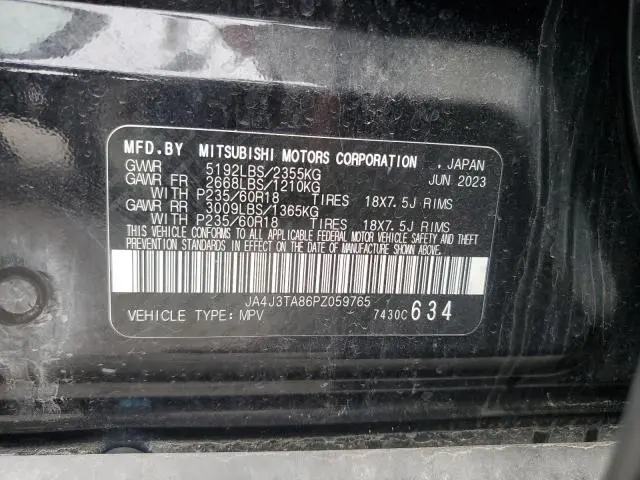 MFD.BY MITSUBISHI MOTORS CORPORATION . JAPAN
GVWR 5192LBS/2355KG JUN 2023
GAWR FR 2668LBS/1210KG
WITH P235/60R18 TIRES 18X7.5J RIMS
GAWR RR 3009LBS/1365KG
WITH P235/60R18 TIRES 18X7.5J RIMS
THIS VEHICLE CONFORMS TO ALL APPLICABLE FEDERAL MOTOR VEHICLE SAFETY AND THEFT
PREVENTION STANDARDS IN EFFECT ON THE DATE OF MANUFACTURE SHOWN ABOVE.
JA4J3TA86PZ059765
VEHICLE TYPE: MPV 7430C 634